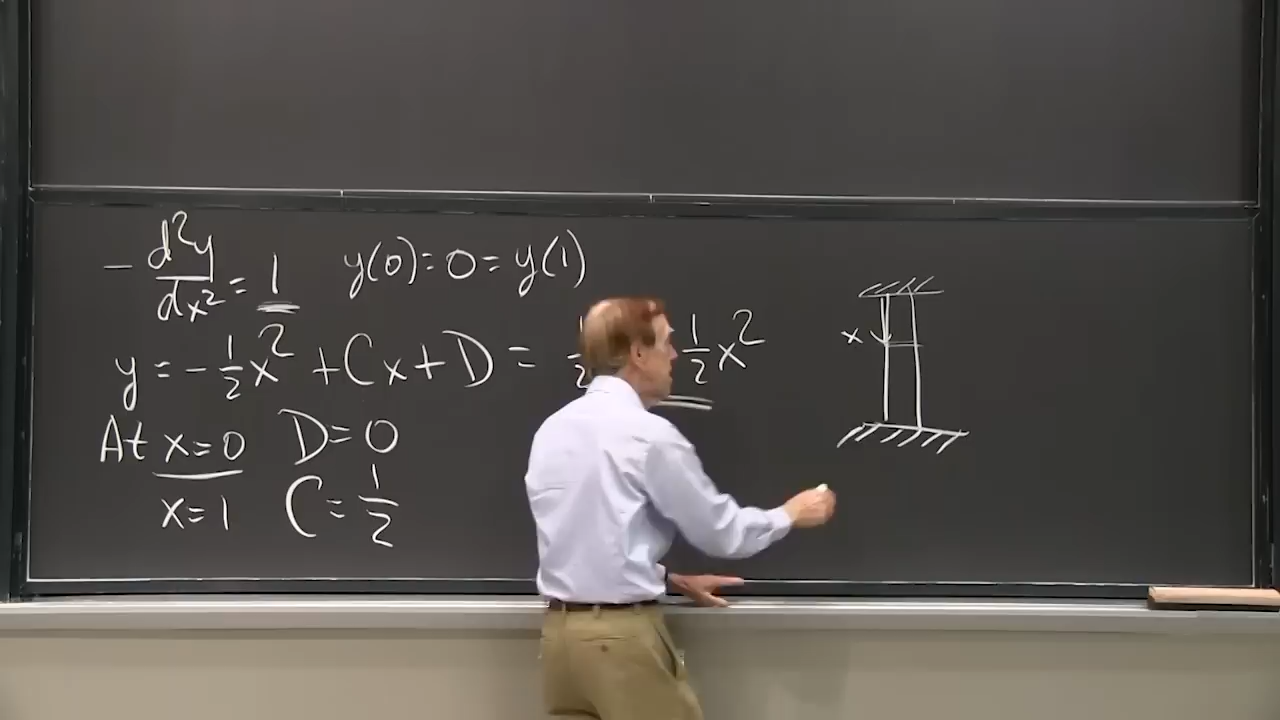 - d²y/dx² = 1 y(0) = 0 = y(1)
y = - 1/2 x² + Cx + D = 1/2 1/2 x²
At x=0 D=0
x=1 C= 1/2
x